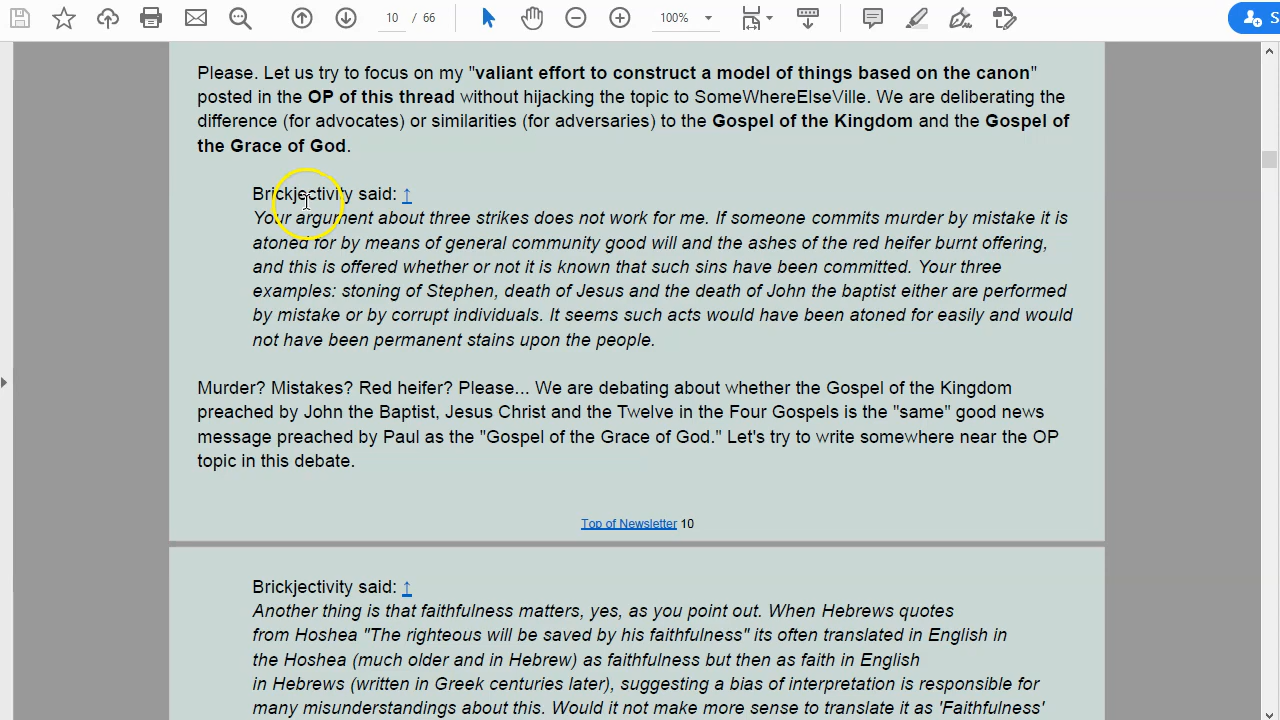 10 / 66
100%
S
Please. Let us try to focus on my "valiant effort to construct a model of things based on the canon"
posted in the OP of this thread without hijacking the topic to SomeWhereElseVille. We are deliberating the
difference (for advocates) or similarities (for adversaries) to the Gospel of the Kingdom and the Gospel of
the Grace of God.
Brickjectivity said: ↑
Your argument about three strikes does not work for me. If someone commits murder by mistake it is
atoned for by means of general community good will and the ashes of the red heifer burnt offering,
and this is offered whether or not it is known that such sins have been committed. Your three
examples: stoning of Stephen, death of Jesus and the death of John the baptist either are performed
by mistake or by corrupt individuals. It seems such acts would have been atoned for easily and would
not have been permanent stains upon the people.
Murder? Mistakes? Red heifer? Please... We are debating about whether the Gospel of the Kingdom
preached by John the Baptist, Jesus Christ and the Twelve in the Four Gospels is the "same" good news
message preached by Paul as the "Gospel of the Grace of God." Let's try to write somewhere near the OP
topic in this debate.
Top of Newsletter 10
Brickjectivity said: ↑
Another thing is that faithfulness matters, yes, as you point out. When Hebrews quotes
from Hoshea "The righteous will be saved by his faithfulness" its often translated in English in
the Hoshea (much older and in Hebrew) as faithfulness but then as faith in English
in Hebrews (written in Greek centuries later), suggesting a bias of interpretation is responsible for
many misunderstandings about this. Would it not make more sense to translate it as 'Faithfulness'